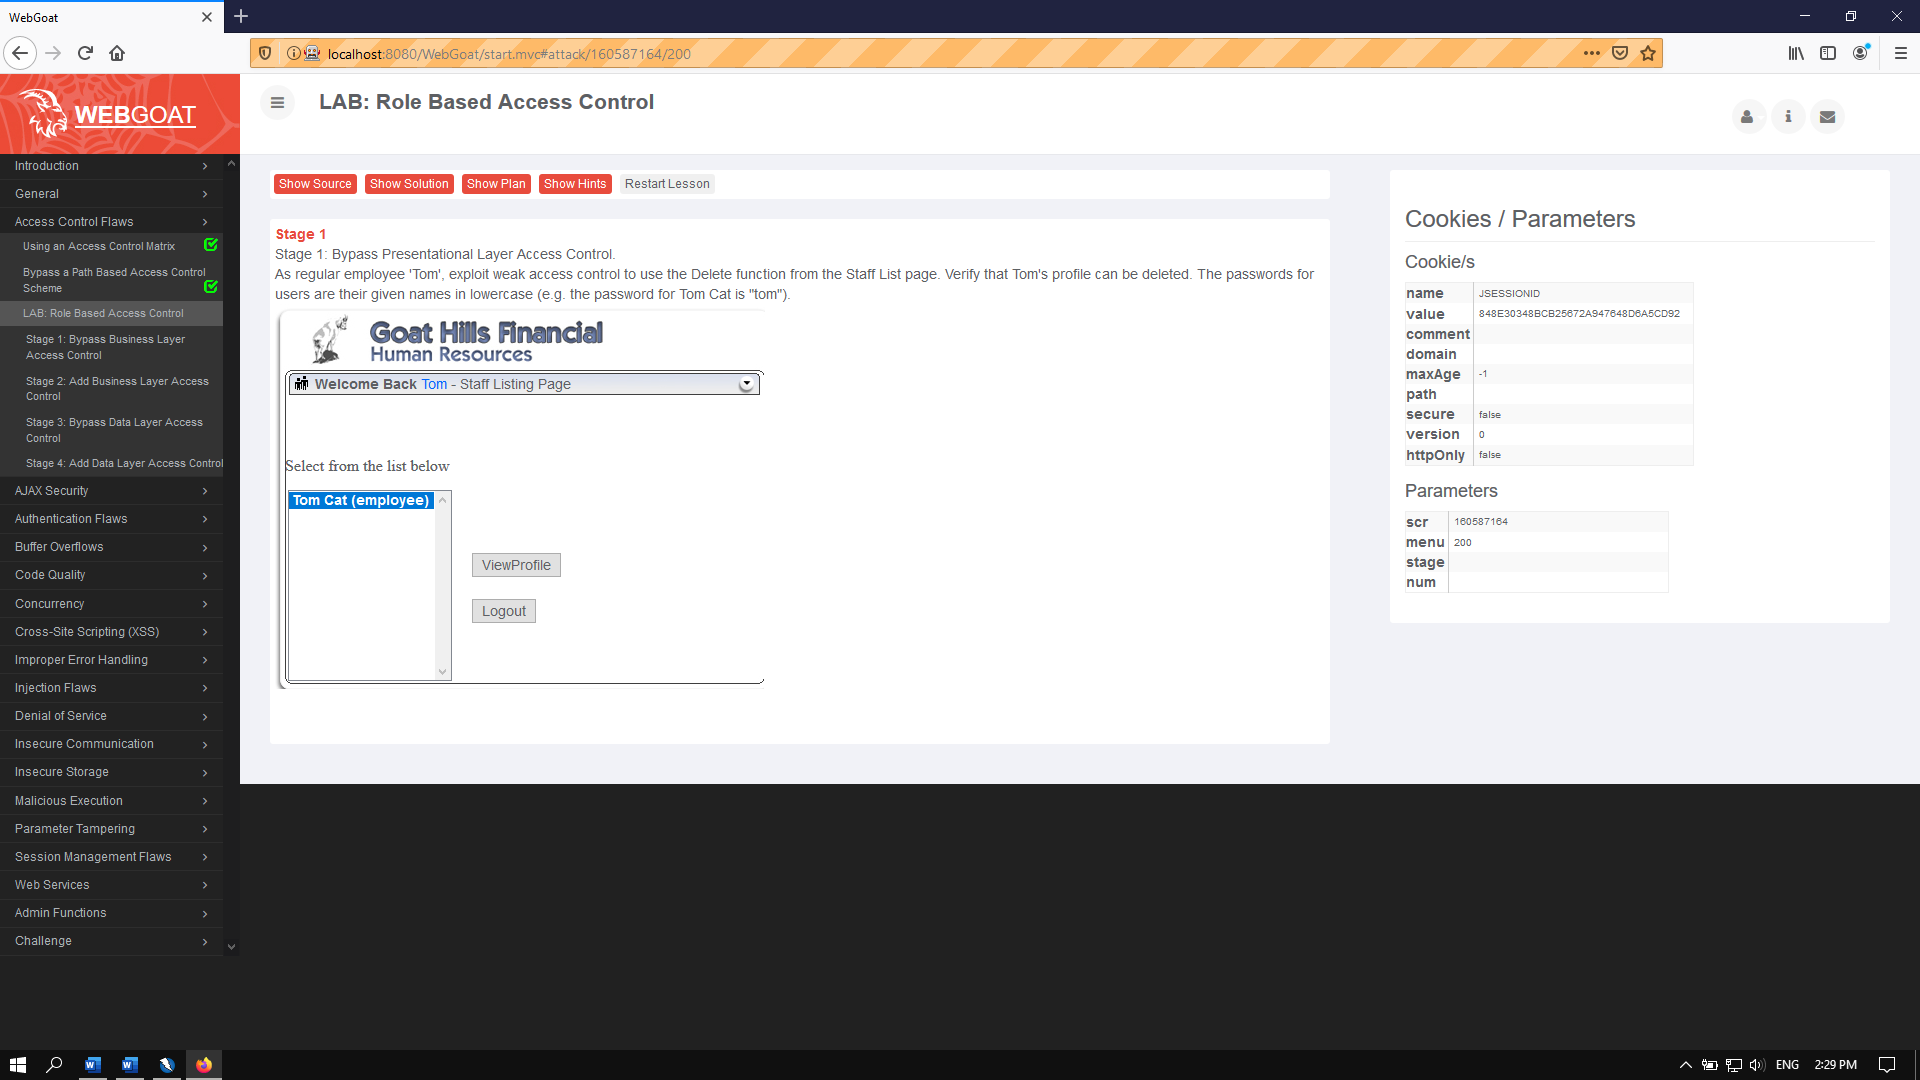 WebGoat
localhost:8080/WebGoat/start.mvc#attack/160587164/200
WEBGOAT
LAB: Role Based Access Control
Introduction
General
Access Control Flaws
Using an Access Control Matrix
Bypass a Path Based Access Control
Scheme
LAB: Role Based Access Control
Stage 1: Bypass Business Layer
Access Control
Stage 2: Add Business Layer Access
Control
Stage 3: Bypass Data Layer Access
Control
Stage 4: Add Data Layer Access Control
AJAX Security
Authentication Flaws
Buffer Overflows
Code Quality
Concurrency
Cross-Site Scripting (XSS)
Improper Error Handling
Injection Flaws
Denial of Service
Insecure Communication
Insecure Storage
Malicious Execution
Parameter Tampering
Session Management Flaws
Web Services
Admin Functions
Challenge
Show Source Show Solution Show Plan Show Hints Restart Lesson
Stage 1
Stage 1: Bypass Presentational Layer Access Control.
As regular employee 'Tom', exploit weak access control to use the Delete function from the Staff List page. Verify that Tom's profile can be deleted. The passwords for
users are their given names in lowercase (e.g. the password for Tom Cat is "tom").
Goat Hills Financial
Human Resources
Welcome Back Tom - Staff Listing Page
Select from the list below
Tom Cat (employee)
ViewProfile
Logout
Cookies / Parameters
Cookie/s
name JSESSIONID
value 848E30348BCB25672A947648D6A5CD92
comment
domain
maxAge -1
path
secure false
version 0
httpOnly false
Parameters
scr 160587164
menu 200
stage
num
ENG 2:29 PM